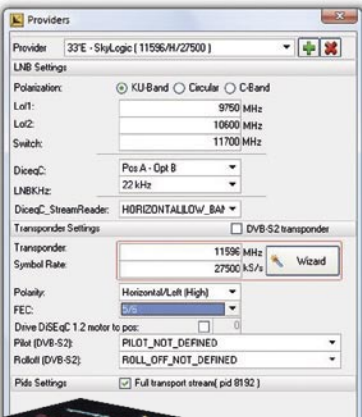 Providers
Provider 33°E - SkyLogic ( 11596/H/27500 )
LNB Settings
Polarization: KU-Band Circular C-Band
Lof1: 9750 MHz
Lof2: 10600 MHz
Switch: 11700 MHz
DiceqC: Pos A - Opt B
LNBKHz: 22 kHz
DiceqC_StreamReader: HORIZONTAL|LOW_BAN
Transponder Settings DVB-S2 transponder
Transponder: 11596 MHz
Symbol Rate: 27500 kS/s Wizard
Polarity: Horizontal/Left (High)
FEC: 5/6
Drive DiSEqC 1.2 motor to pos: 0
Pilot (DVB-S2): PILOT_NOT_DEFINED
Rolloff (DVB-S2): ROLL_OFF_NOT_DEFINED
Pids Settings Full transport stream( pid 8192 )